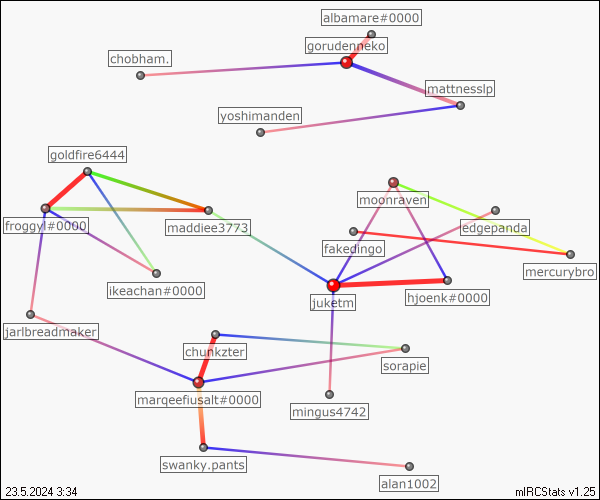 albamare#0000
gorudenneko
chobham.
mattnesslp
yoshimanden
goldfire6444
moonraven
froggyl#0000
maddiee3773
edgepanda
fakedingo
mercurybro
ikeachan#0000
hjoenk#0000
juketm
jarlbreadmaker
chunkzter
sorapie
marqeefiusalt#0000
mingus4742
swanky.pants
alan1002
23.5.2024 3:34
mIRCStats v1.25